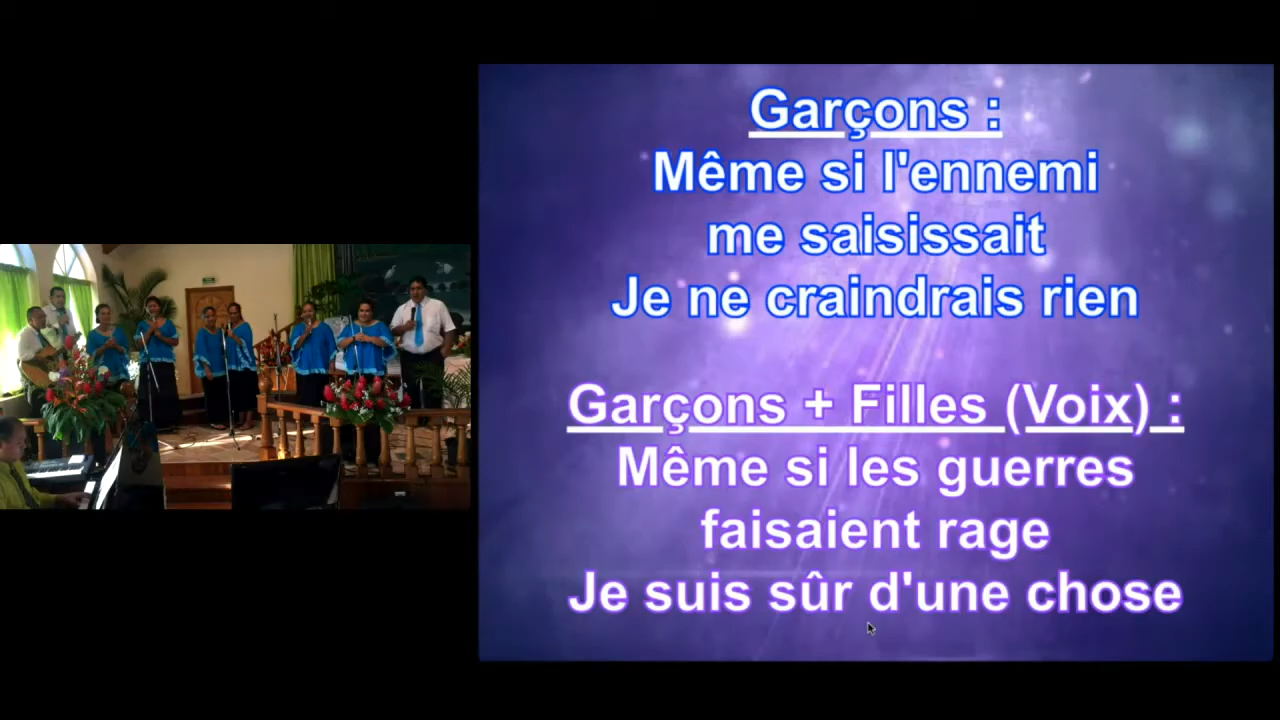 Garçons :
Même si l'ennemi
me saisissait
Je ne craindrais rien
Garçons + Filles (Voix) :
Même si les guerres
faisaient rage
Je suis sûr d'une chose